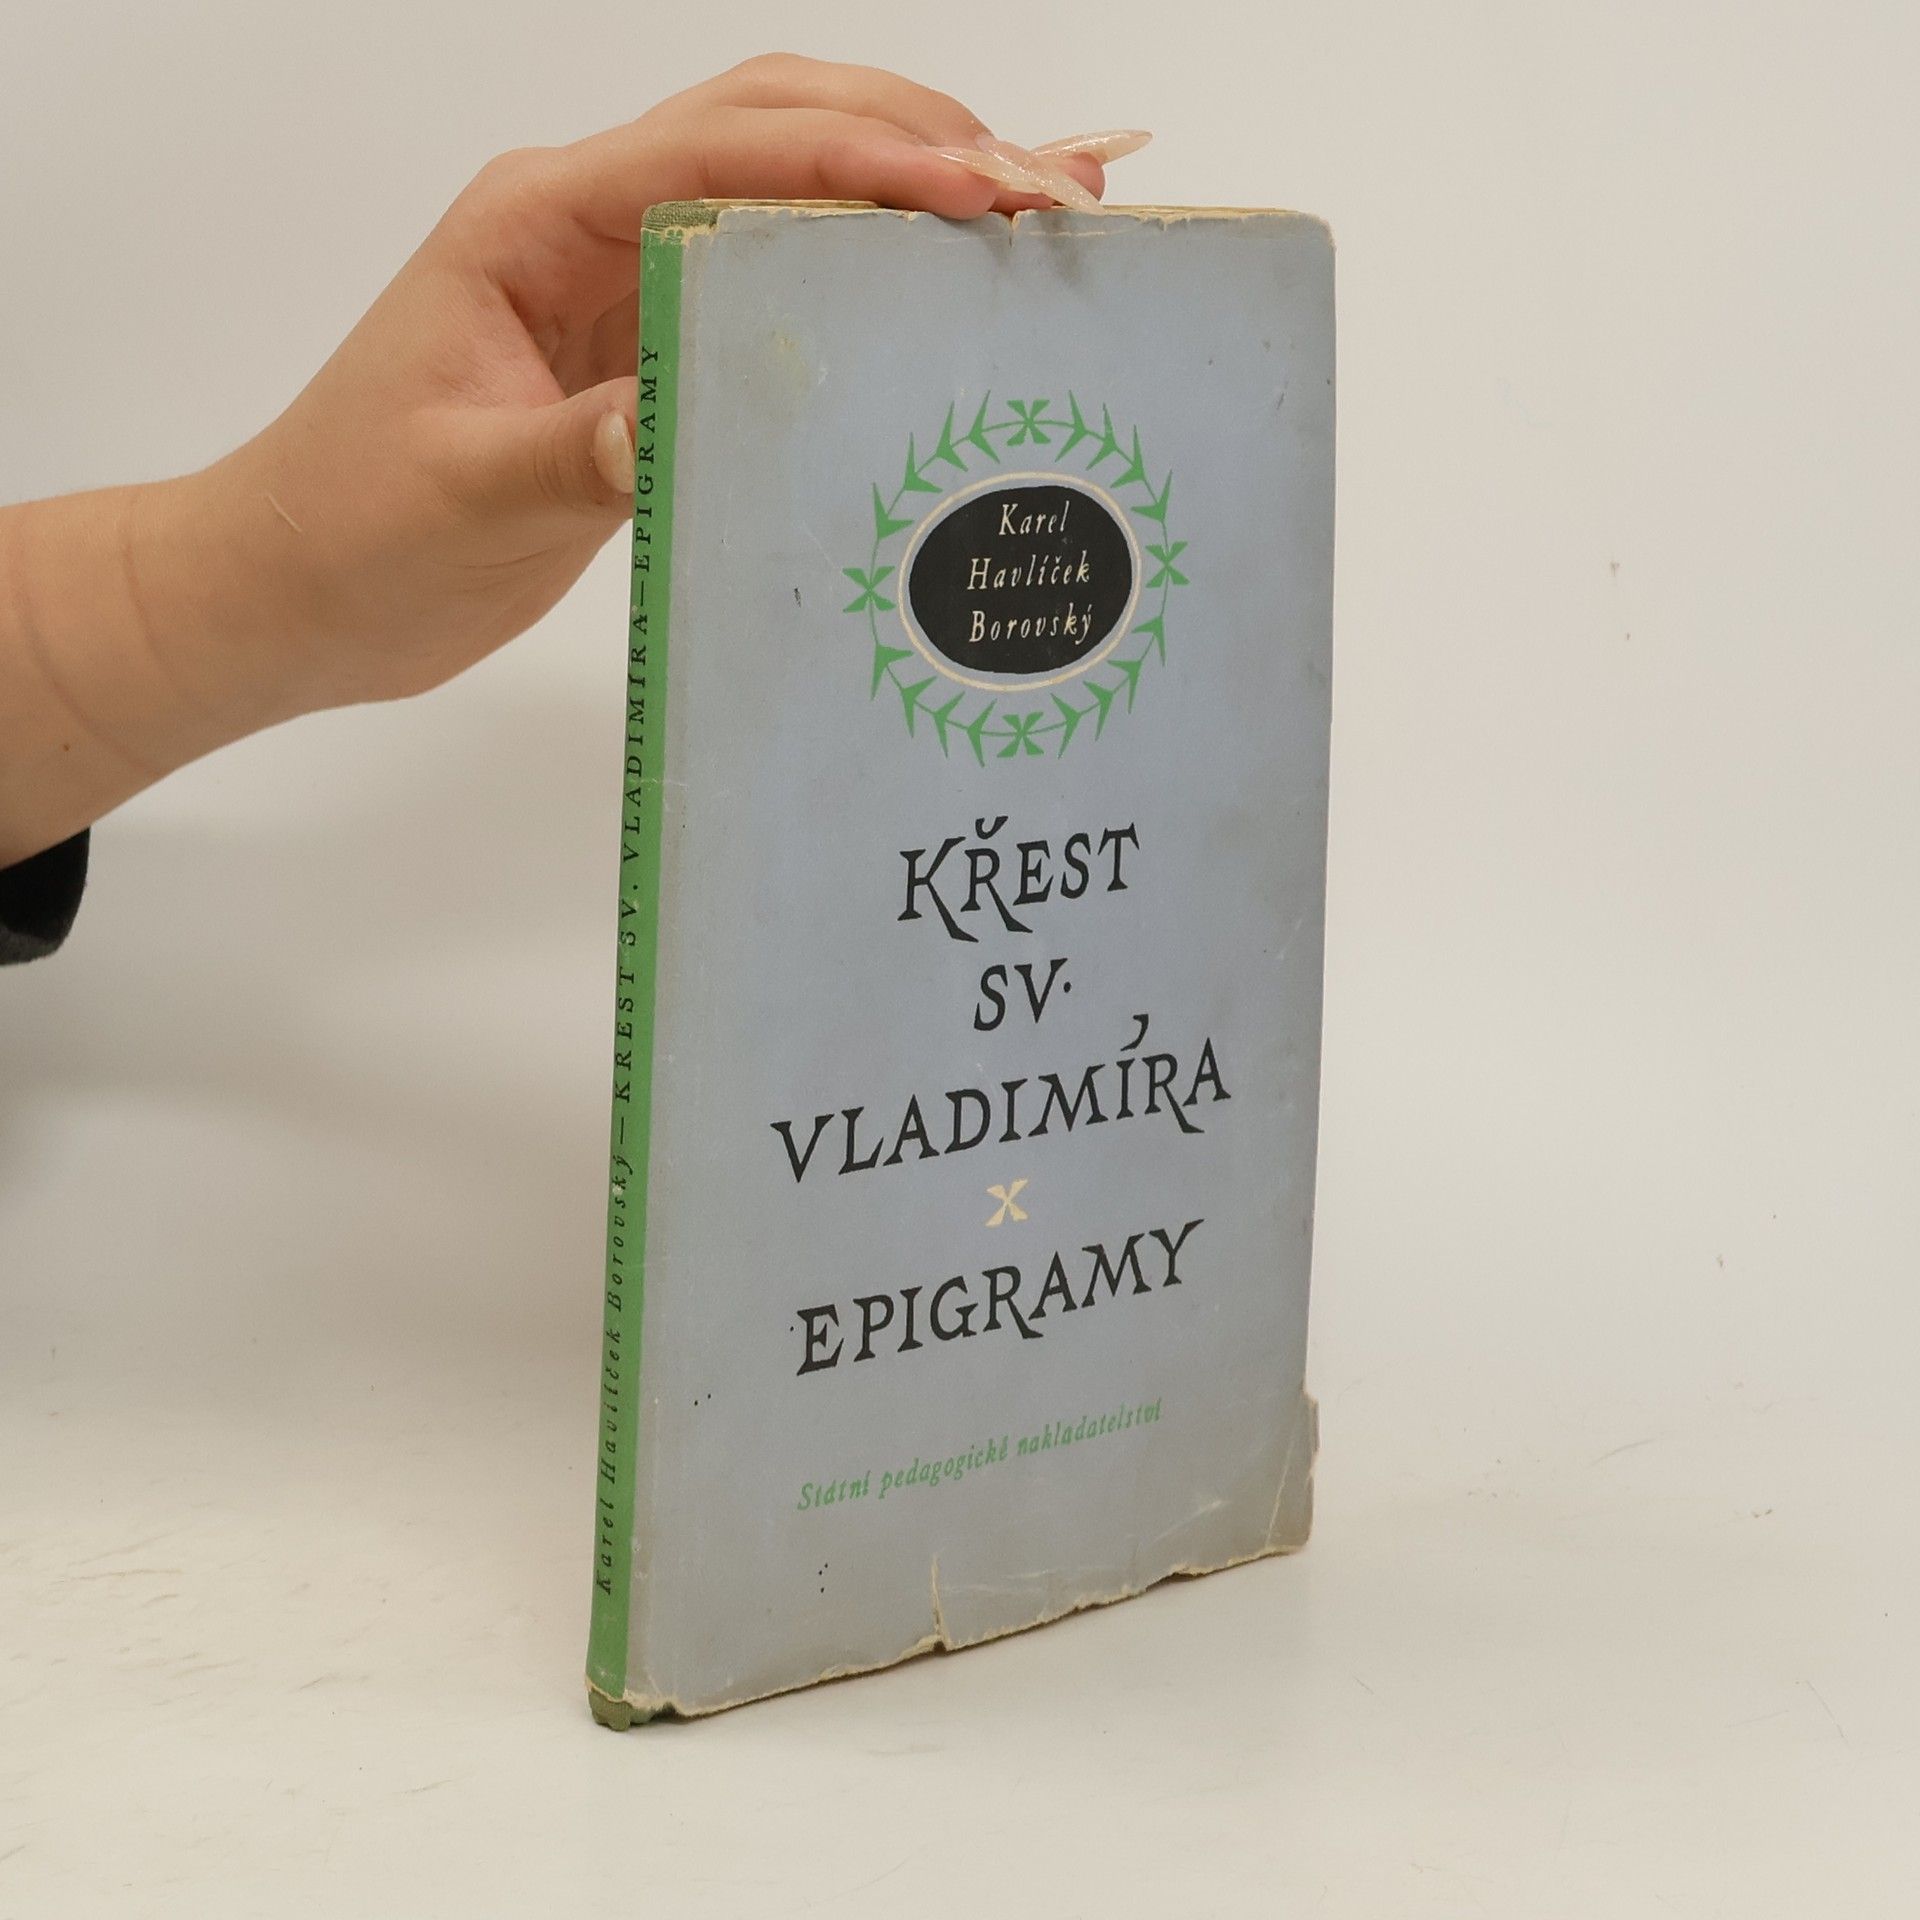 Karel
Havlíček
Borovský
KŘEST
SV.
VLADIMÍRA
x
EPIGRAMY
Státní pedagogické nakladatelství
Karel Havlíček Borovský — KŘEST SV. VLADIMÍRA — EPIGRAMY